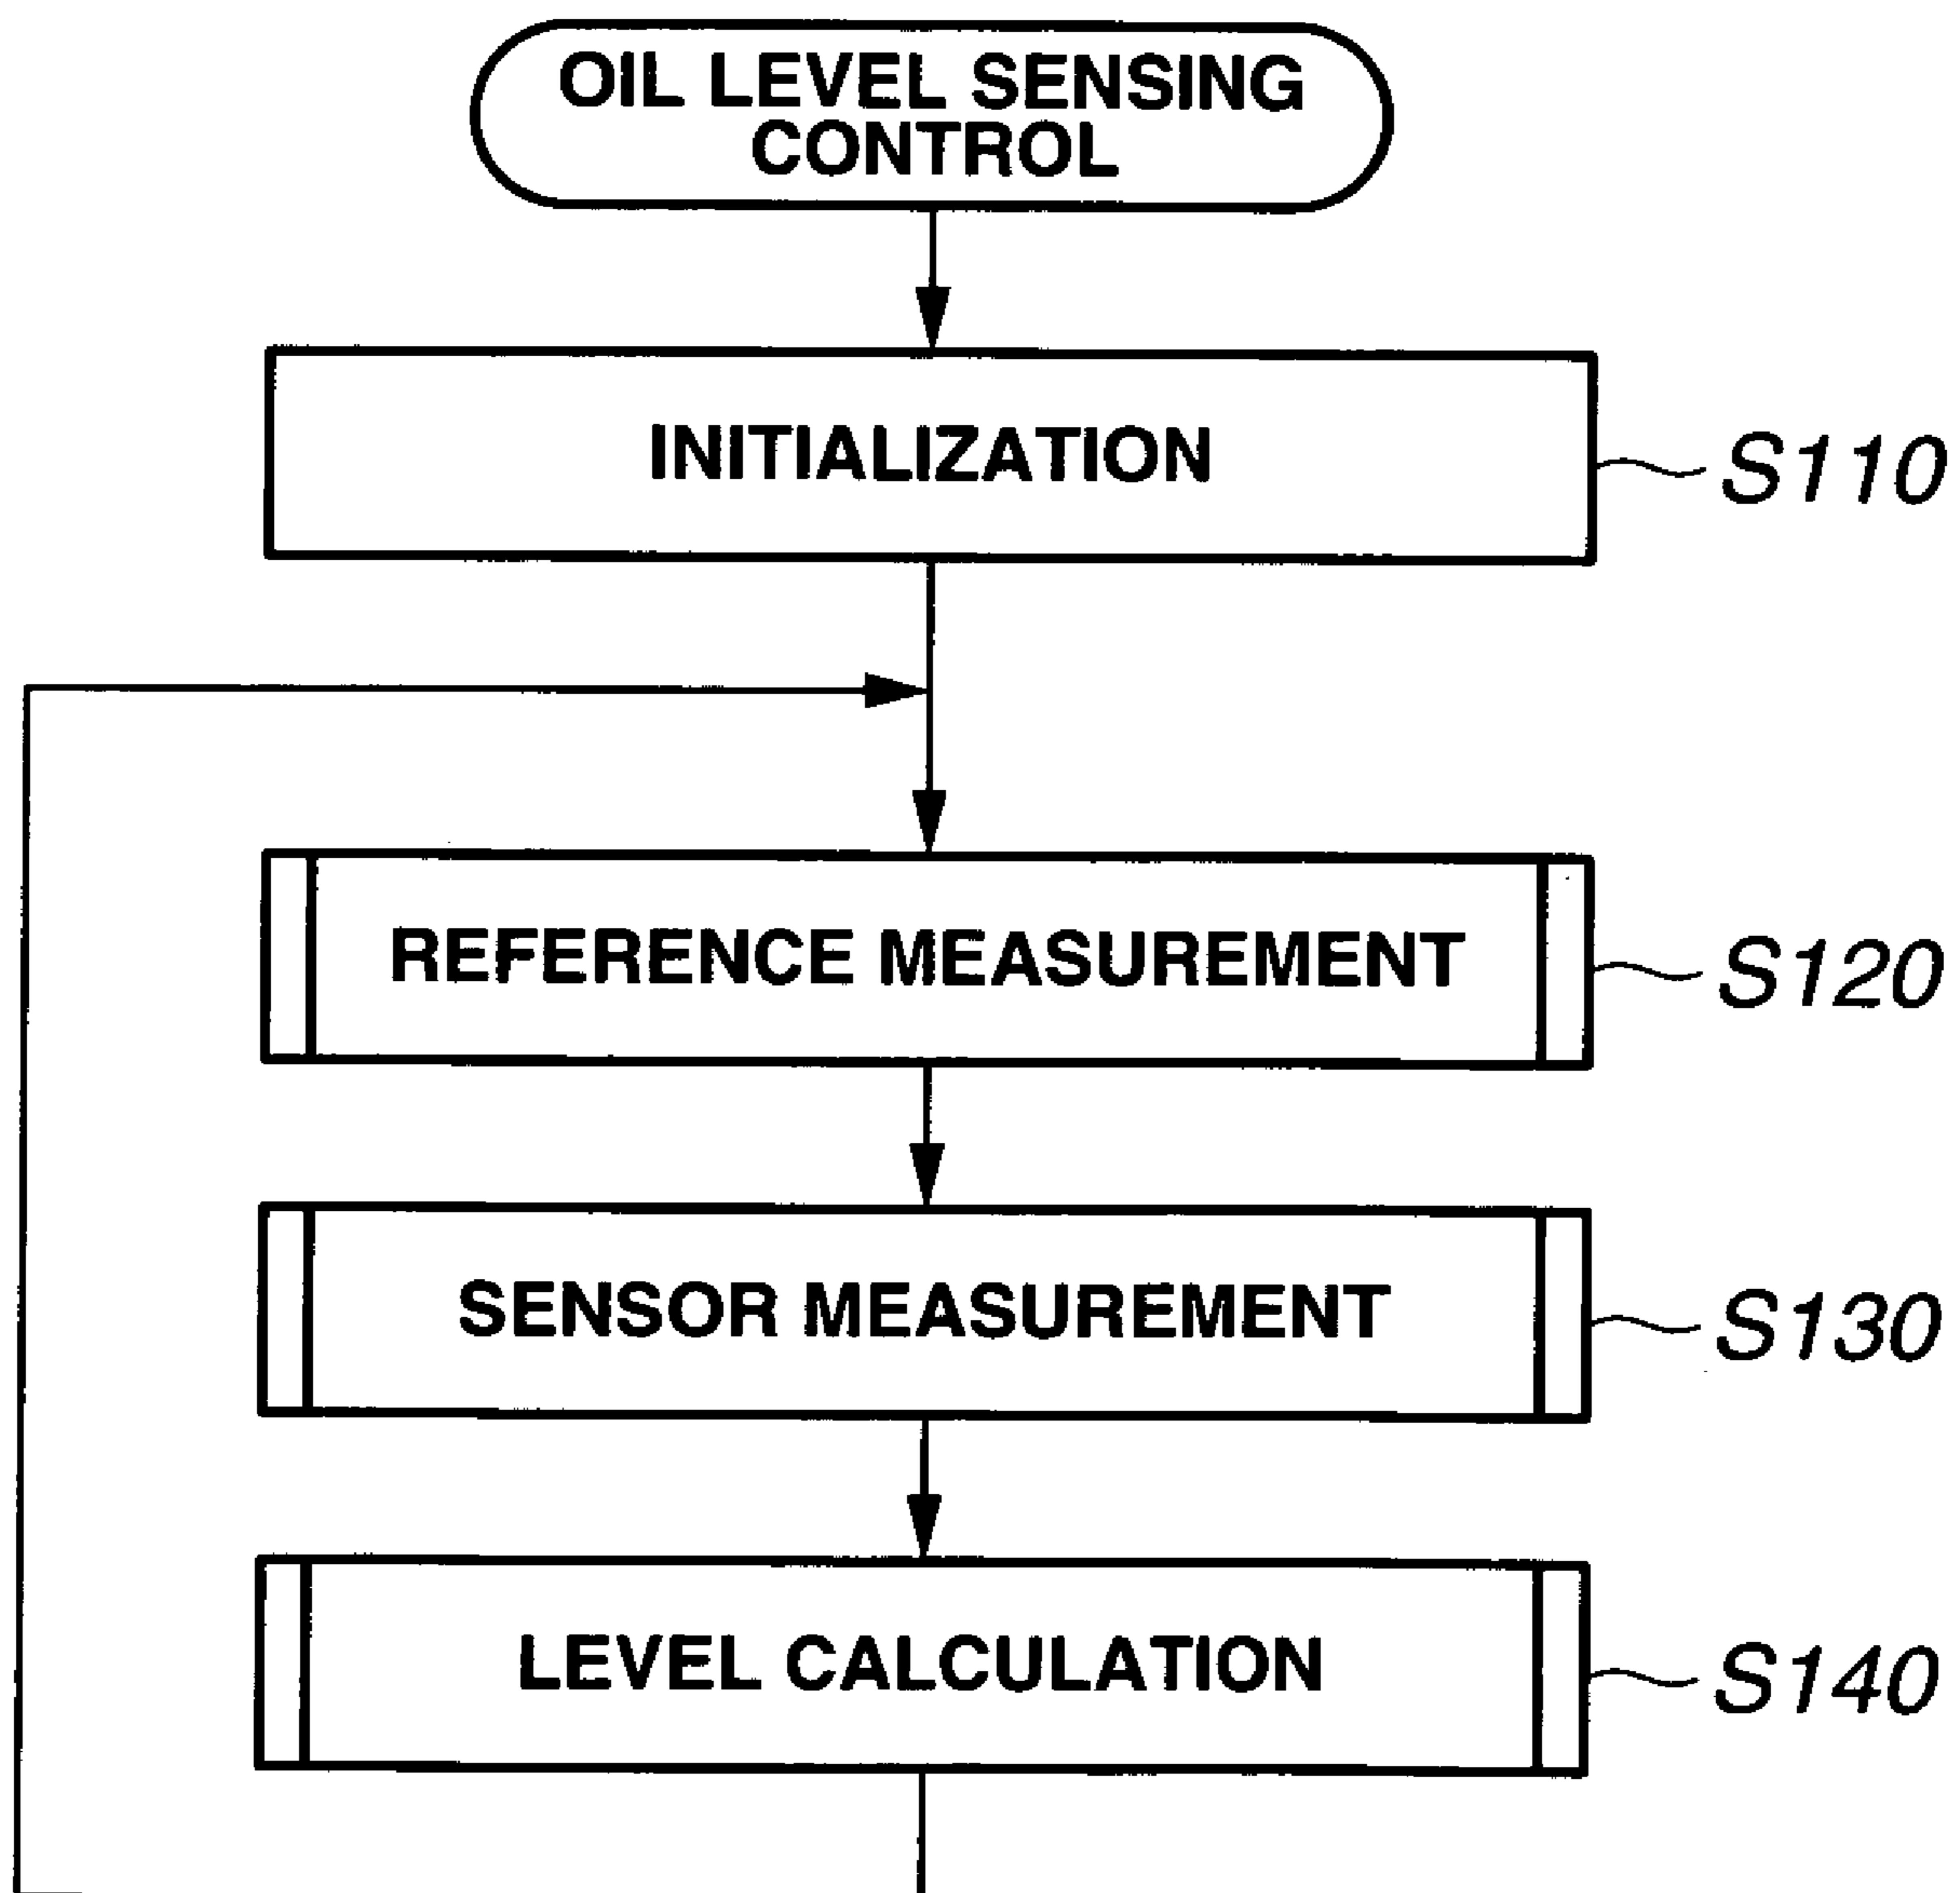 OIL LEVEL SENSING
CONTROL
INITIALIZATION
S110
REFERENCE MEASUREMENT
S120
SENSOR MEASUREMENT
S130
LEVEL CALCULATION
S140